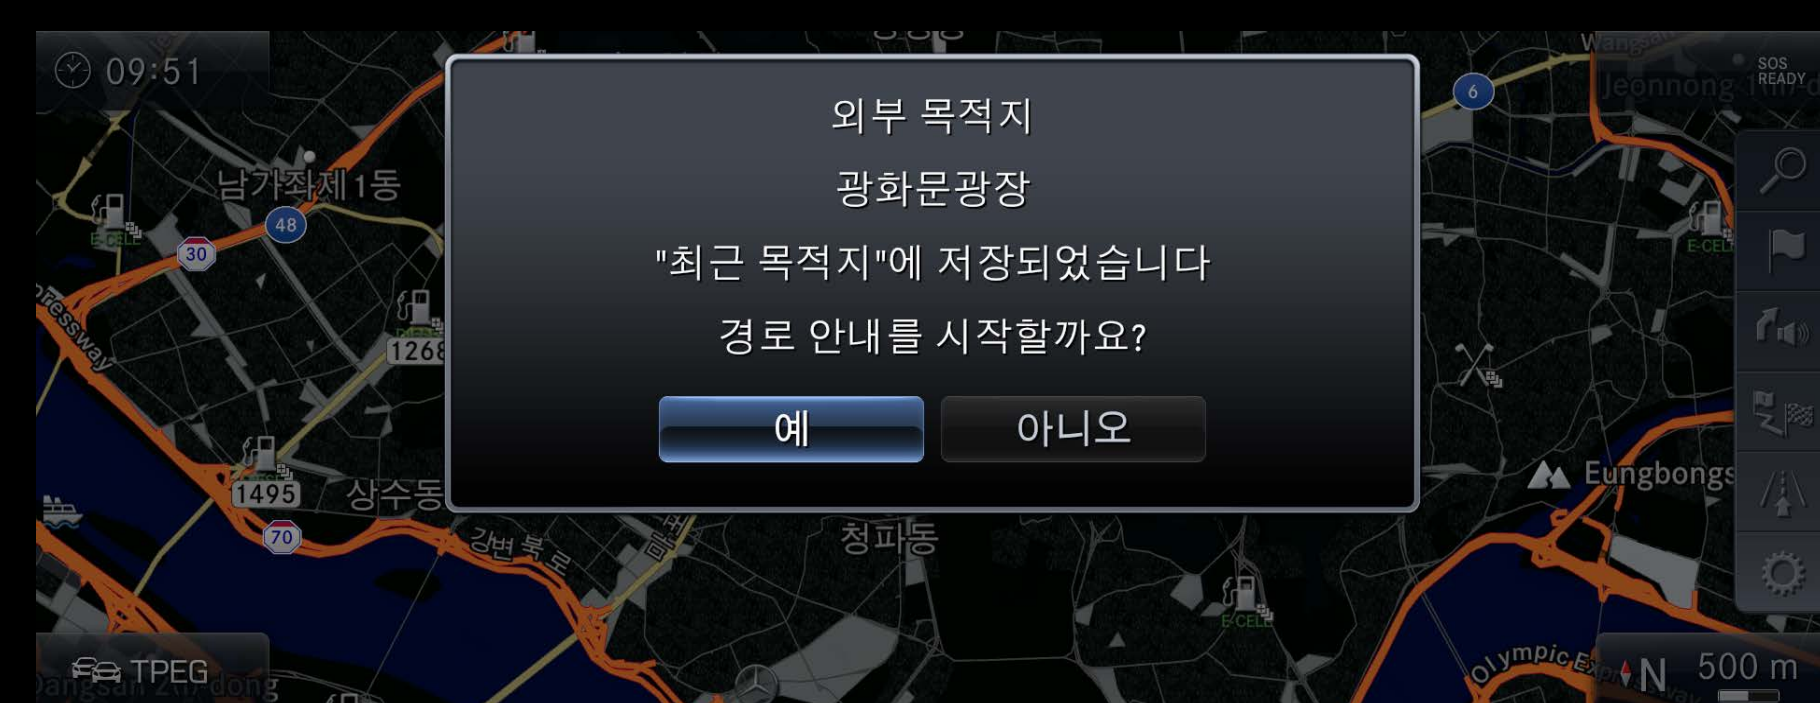 09:51
SOS
READY
외부 목적지
광화문광장
"최근 목적지"에 저장되었습니다
경로 안내를 시작할까요?
예
아니오
6
남가좌제1동
48
30
E-CELL
1268
1495
70
상수동
강변북로
청파동
Eungbongs
E-CELL
TPEG
Olympic
N
500 m